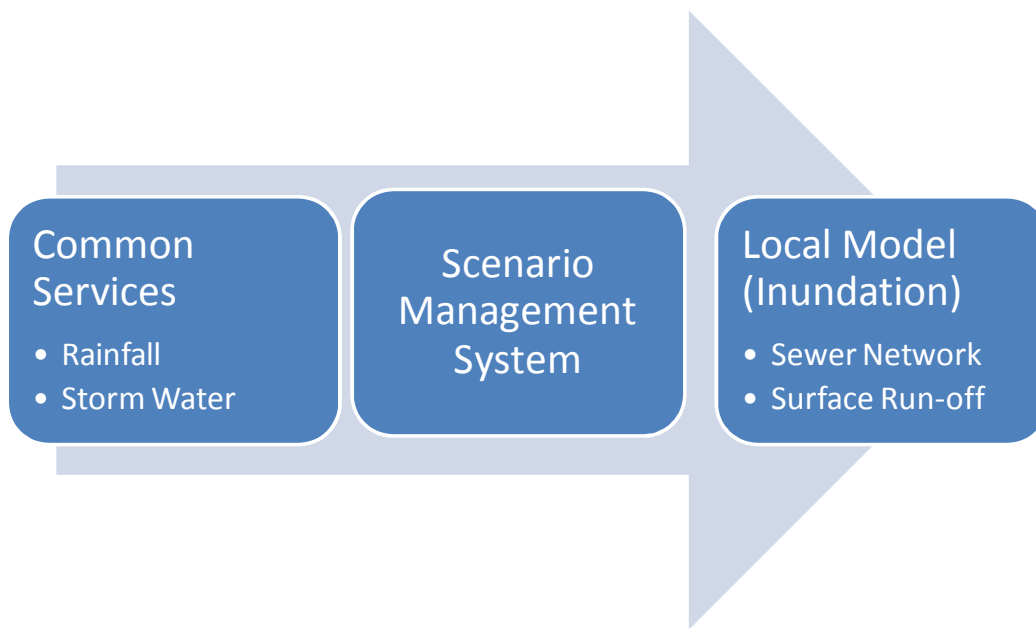 Common
Services
• Rainfall
• Storm Water
Scenario
Management
System
Local Model
(Inundation)
• Sewer Network
• Surface Run-off